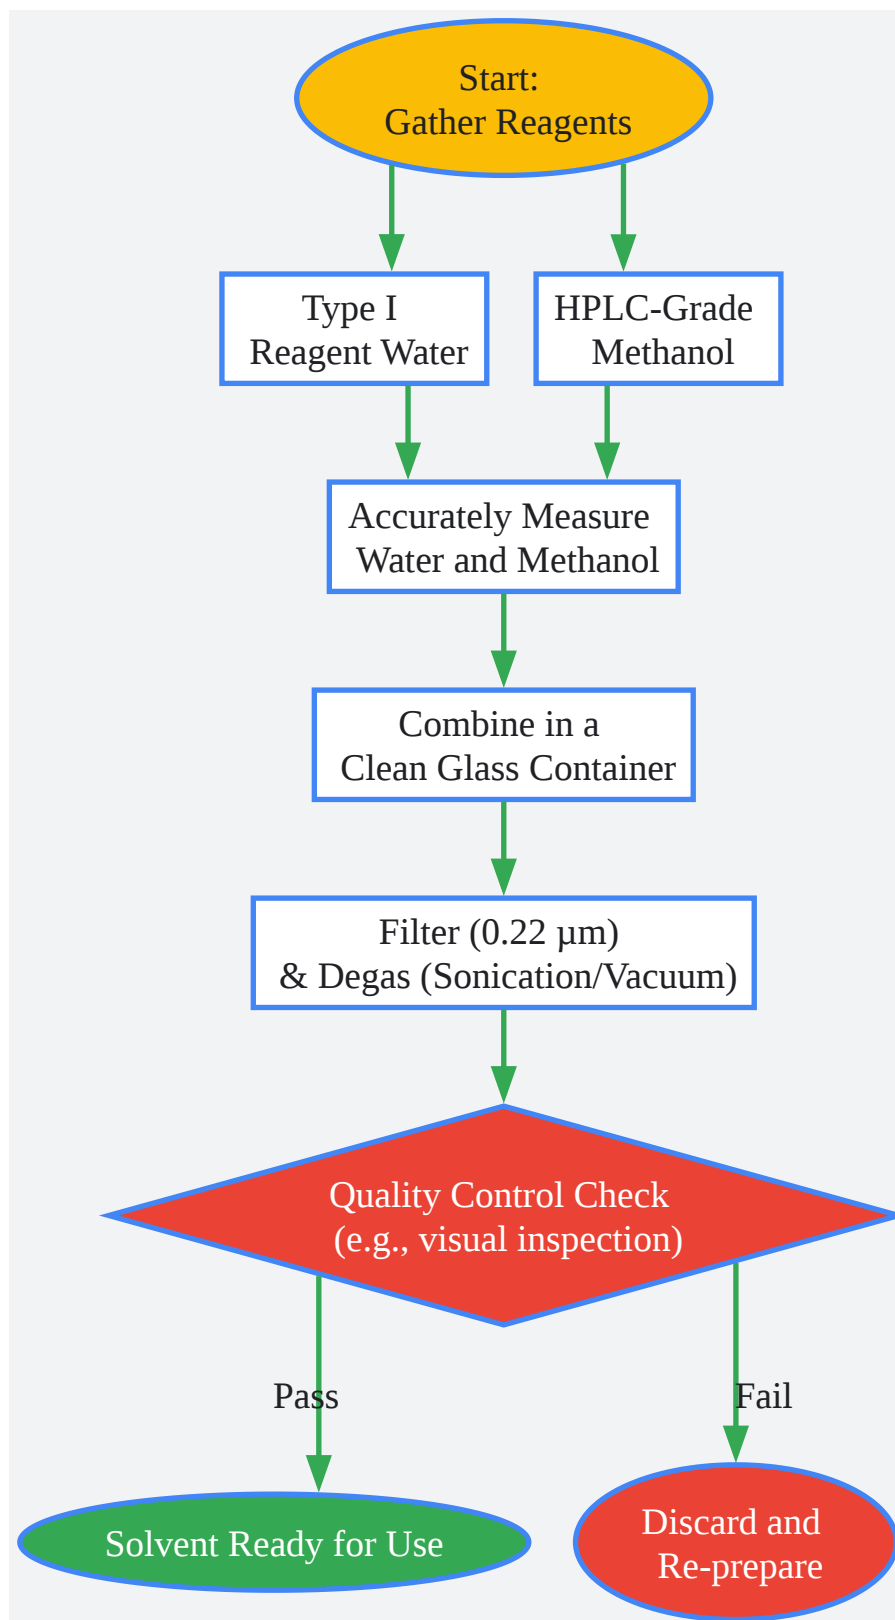 Start:
Gather Reagents
Type I
Reagent Water
HPLC-Grade
Methanol
Accurately Measure
Water and Methanol
Combine in a
Clean Glass Container
Filter (0.22 µm)
& Degas (Sonication/Vacuum)
Quality Control Check
(e.g., visual inspection)
Pass
Fail
Solvent Ready for Use
Discard and
Re-prepare